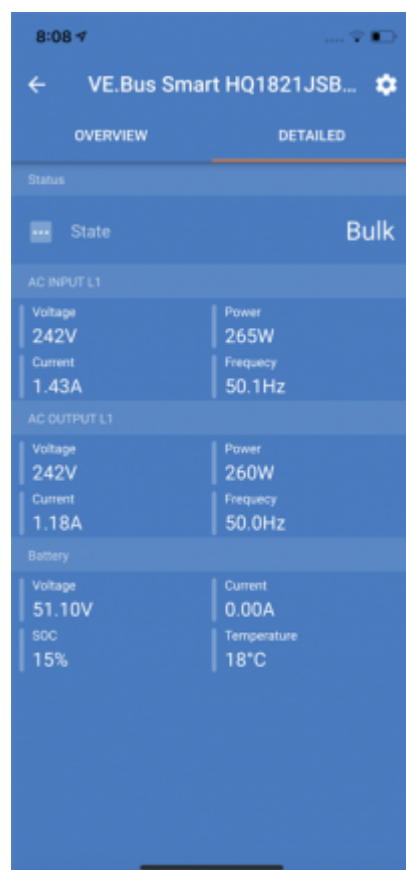 8:08
VE.Bus Smart HQ1821JSB...
OVERVIEW DETAILED
Status
State Bulk
AC INPUT L1
Voltage Power
242V 265W
Current Frequecy
1.43A 50.1Hz
AC OUTPUT L1
Voltage Power
242V 260W
Current Frequecy
1.18A 50.0Hz
Battery
Voltage Current
51.10V 0.00A
SOC Temperature
15% 18°C